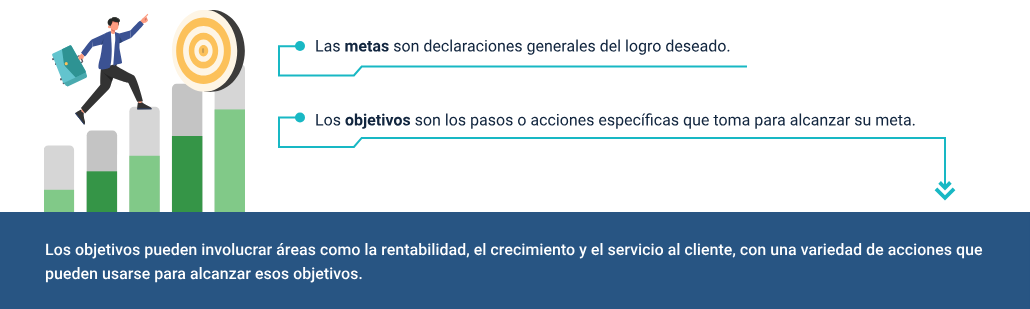 Las metas son declaraciones generales del logro deseado.
Los objetivos son los pasos o acciones específicas que toma para alcanzar su meta.
Los objetivos pueden involucrar áreas como la rentabilidad, el crecimiento y el servicio al cliente, con una variedad de acciones que
pueden usarse para alcanzar esos objetivos.